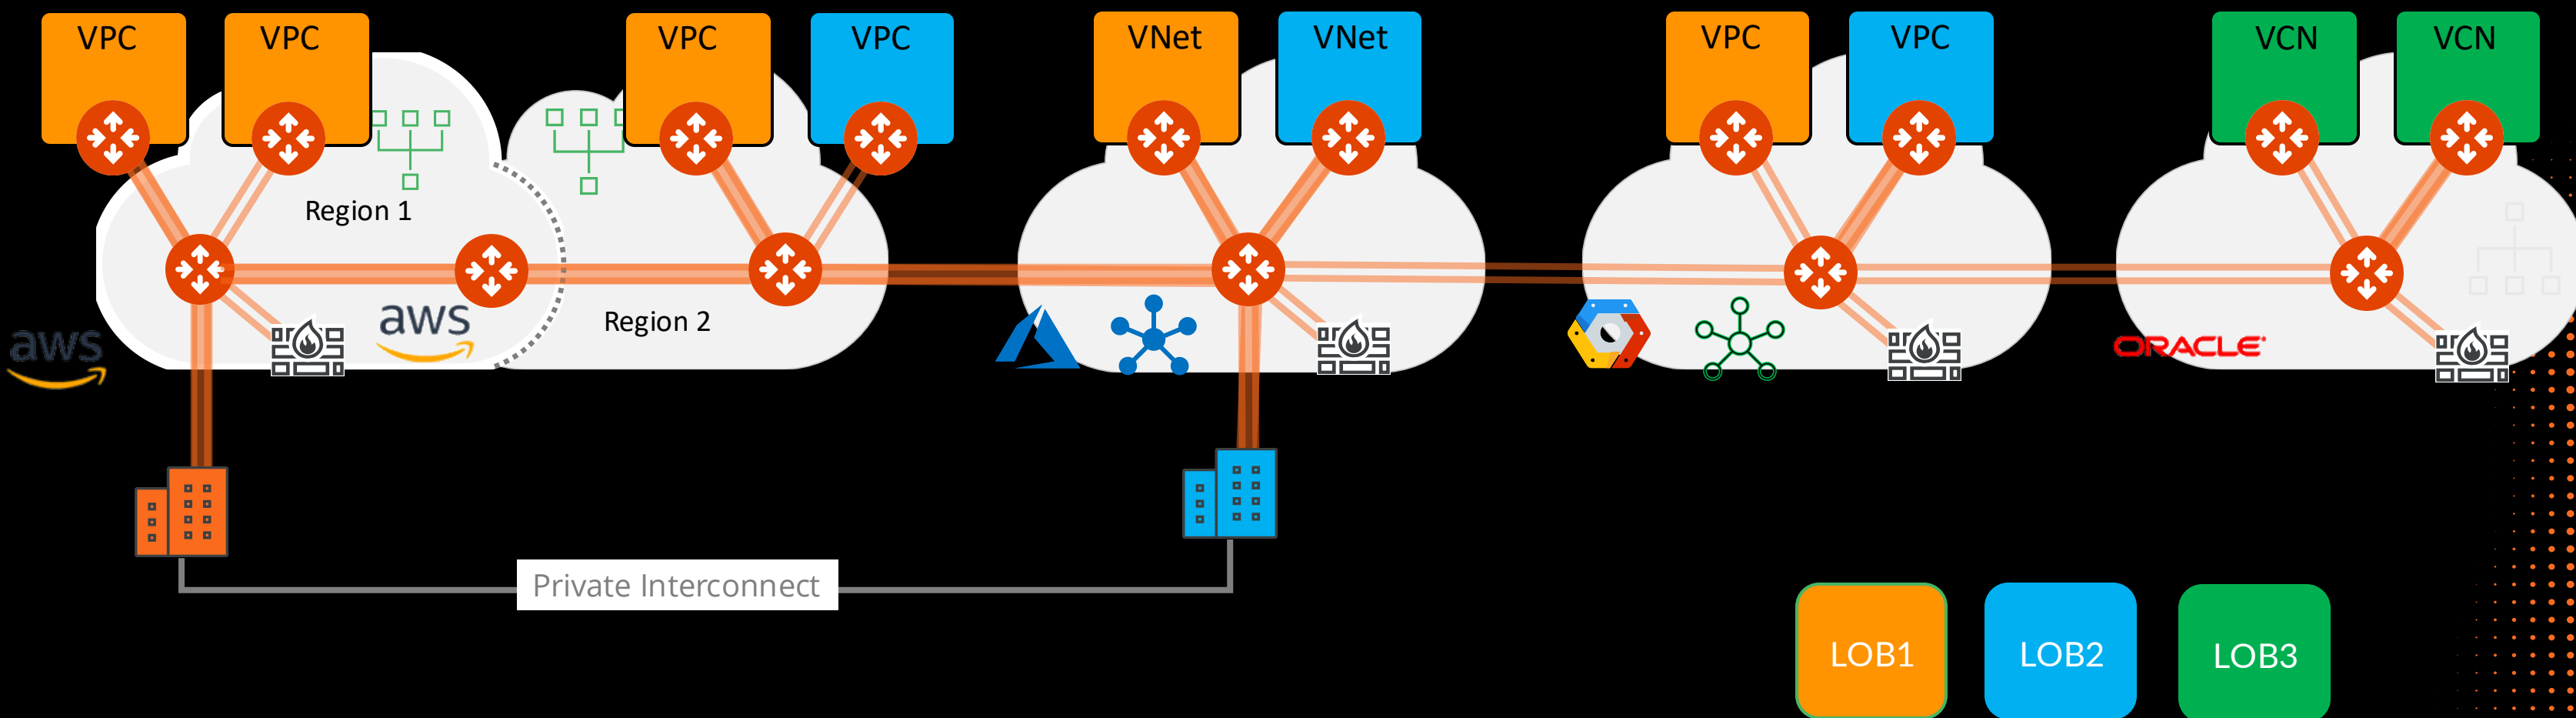 VPC
VPC
VPC
VPC
VNet
VNet
VPC
VPC
VCN
VCN
Region 1
Region 2
aws
aws
ORACLE
Private Interconnect
LOB1
LOB2
LOB3